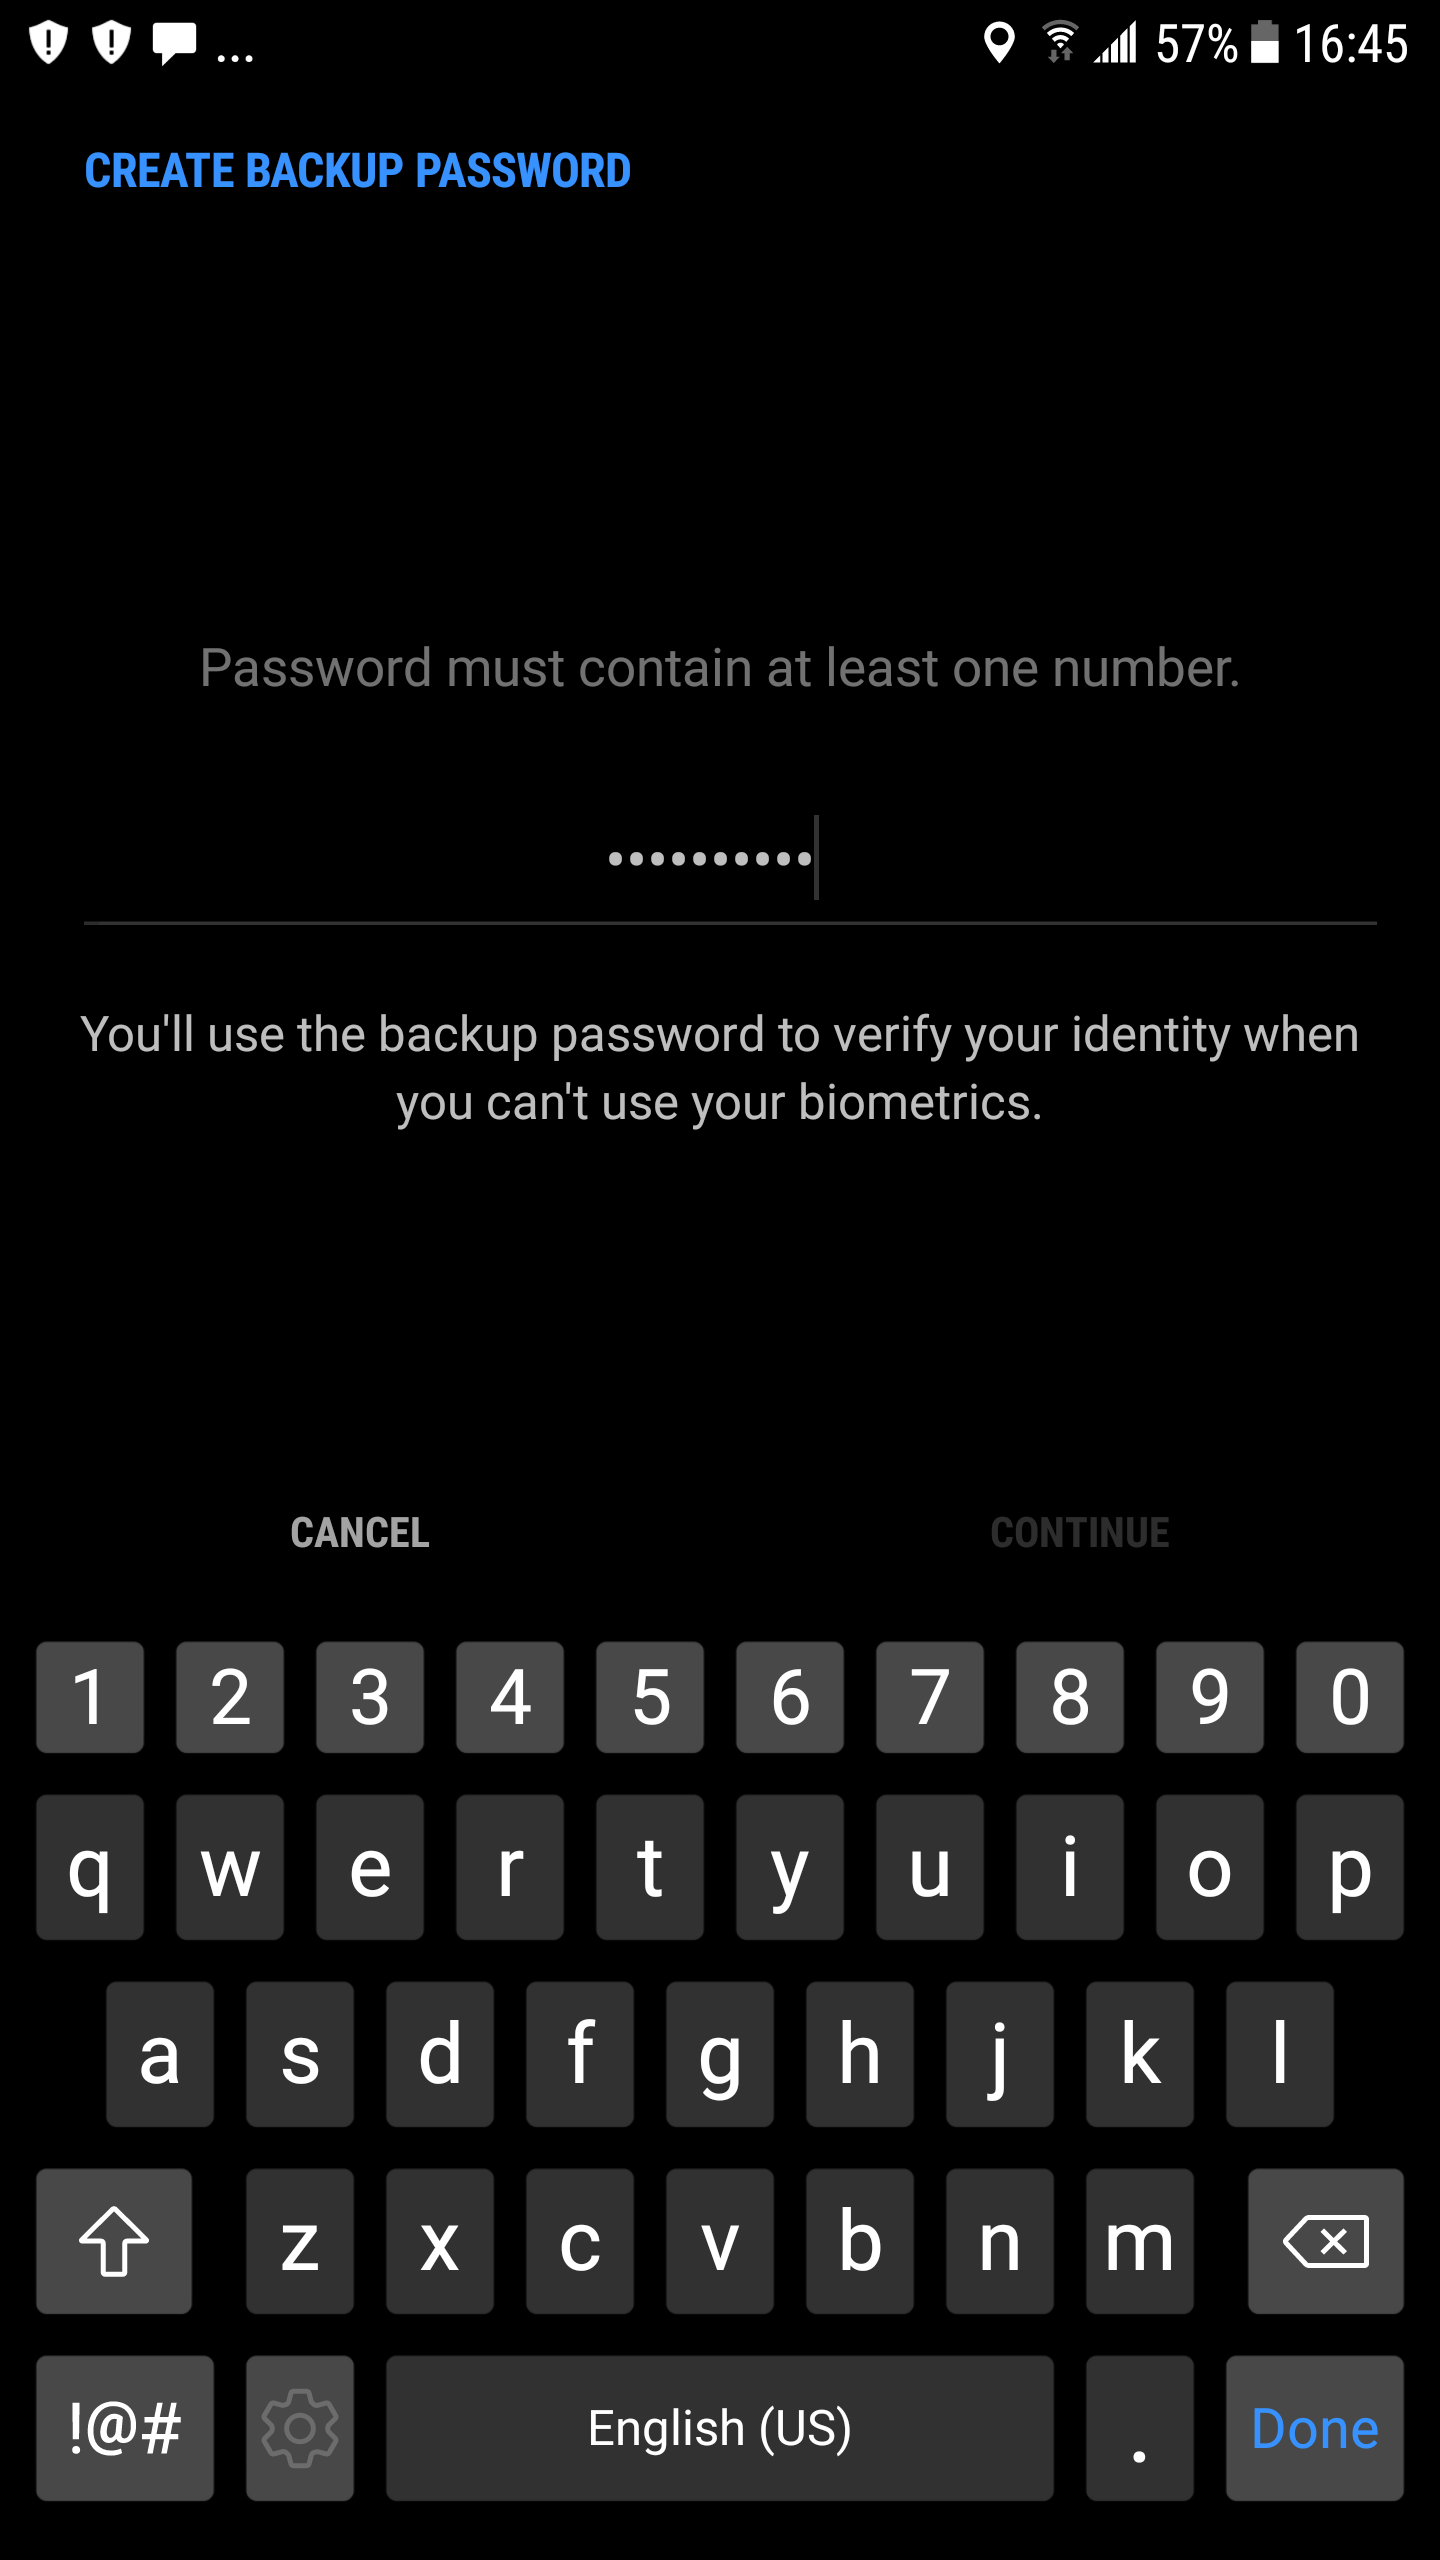 ... 57% 16:45
CREATE BACKUP PASSWORD
Password must contain at least one number.
••••••••••
You'll use the backup password to verify your identity when
you can't use your biometrics.
CANCEL CONTINUE
1 2 3 4 5 6 7 8 9 0
q w e r t y u i o p
a s d f g h j k l
z x c v b n m
!@# English (US) . Done